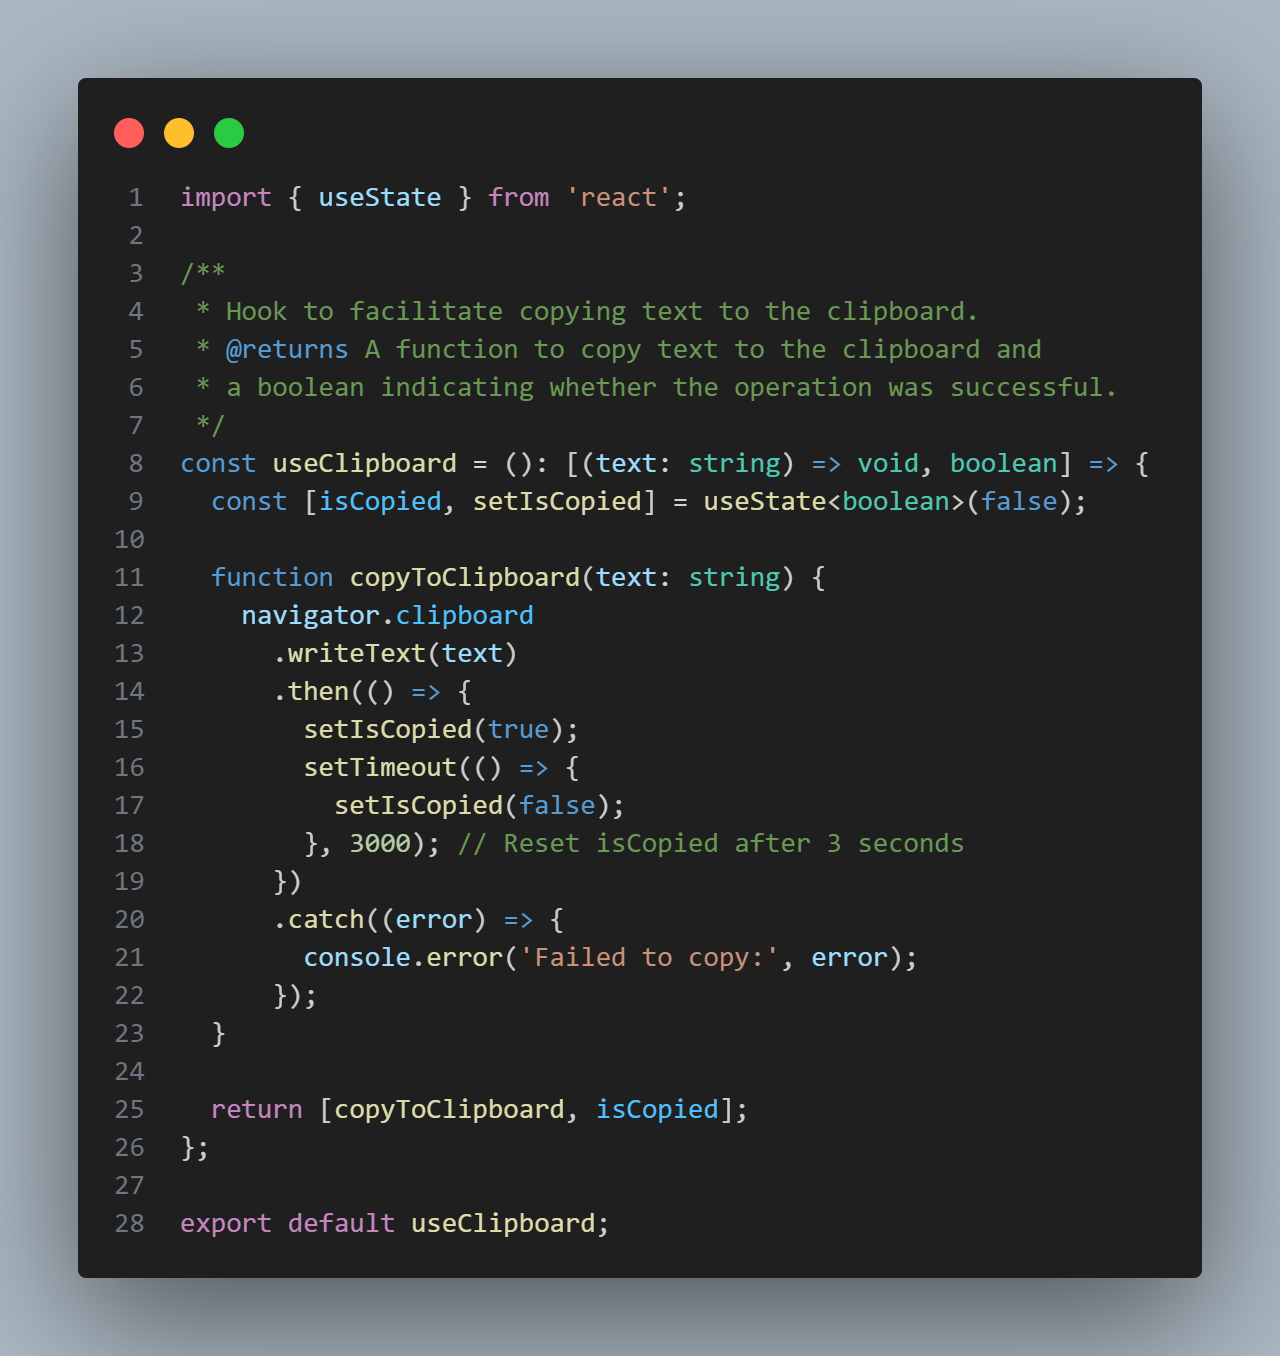 1 import { useState } from 'react';
2
3 /**
4  * Hook to facilitate copying text to the clipboard.
5  * @returns A function to copy text to the clipboard and
6  * a boolean indicating whether the operation was successful.
7  */
8 const useClipboard = (): [(text: string) => void, boolean] => {
9   const [isCopied, setIsCopied] = useState<boolean>(false);
10
11   function copyToClipboard(text: string) {
12     navigator.clipboard
13       .writeText(text)
14       .then(() => {
15         setIsCopied(true);
16         setTimeout(() => {
17           setIsCopied(false);
18         }, 3000); // Reset isCopied after 3 seconds
19       })
20       .catch((error) => {
21         console.error('Failed to copy:', error);
22       });
23   }
24
25   return [copyToClipboard, isCopied];
26 };
27
28 export default useClipboard;